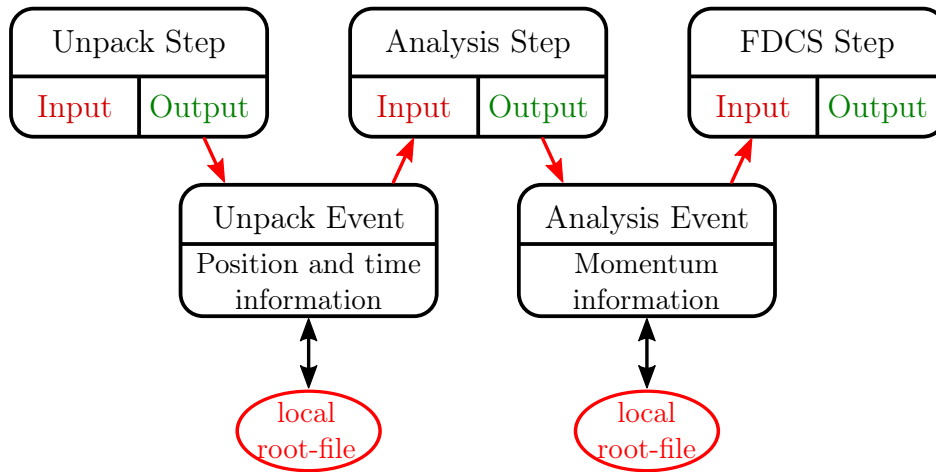 Unpack Step
Analysis Step
FDCS Step
Input
Output
Input
Output
Input
Output
Unpack Event
Analysis Event
Position and time
information
Momentum
information
local
root-file
local
root-file